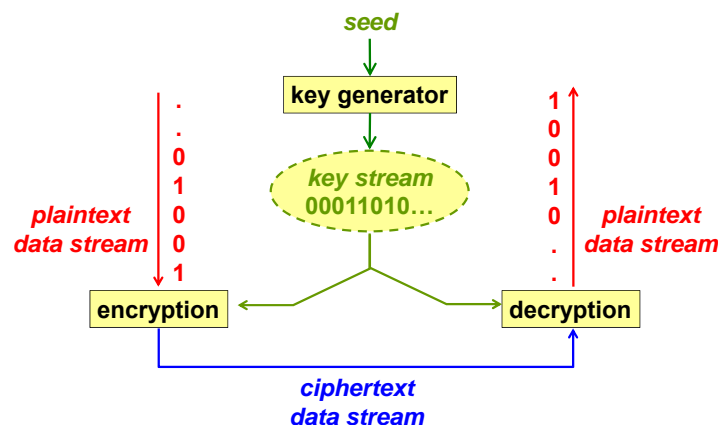 seed
key generator
key stream
00011010...
.
.
0
1
0
0
1
plaintext
data stream
encryption
1
0
0
1
0
.
.
plaintext
data stream
decryption
ciphertext
data stream